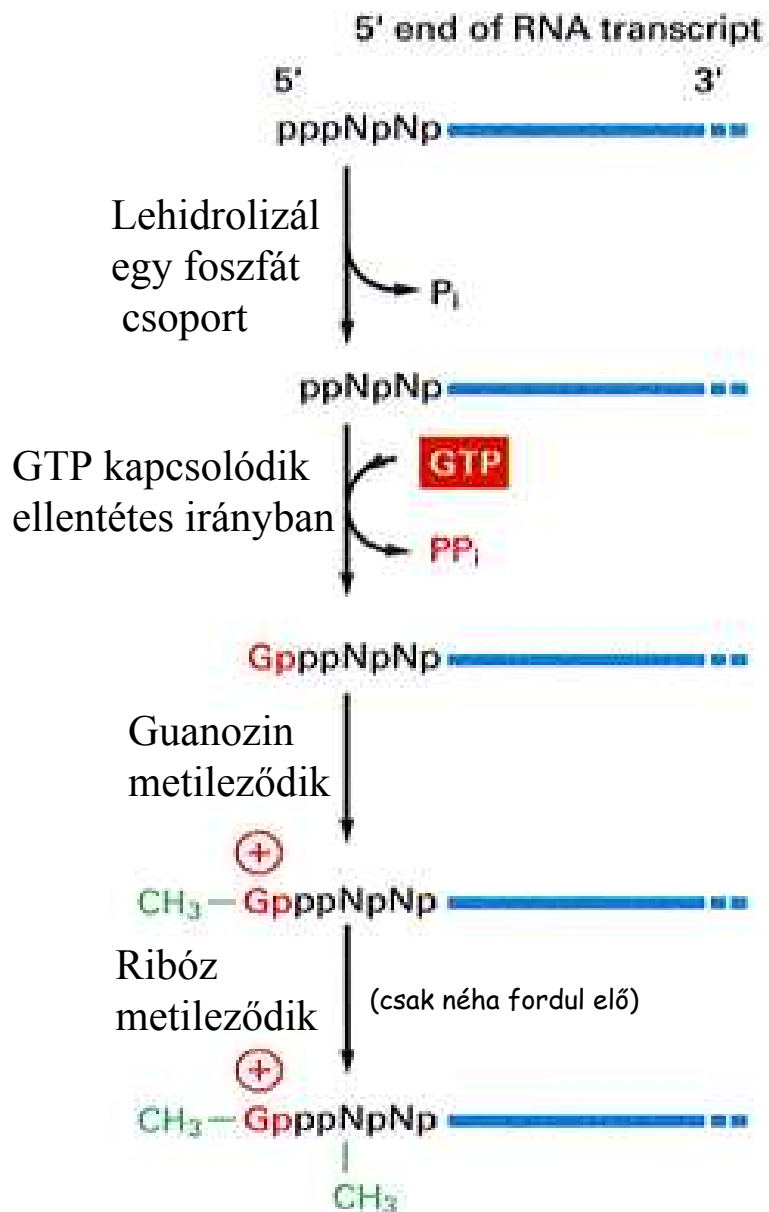 5' end of RNA transcript
5' 3'
pppNpNp
Lehidrolizál
egy foszfát
csoport
Pi
ppNpNp
GTP kapcsolódik
ellentétes irányban
GTP
PPi
GpppNpNp
Guanozin
metileződik
+
CH3–GpppNpNp
Ribóz
metileződik
(csak néha fordul elő)
+
CH3–GpppNpNp
CH3